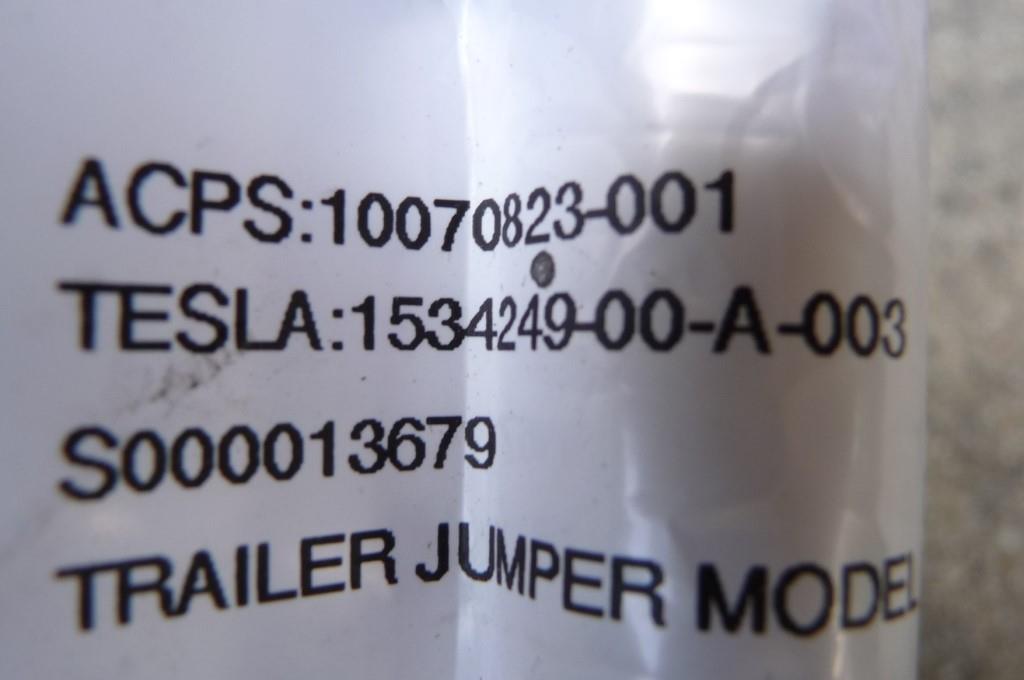 ACPS:10070823-001
TESLA:1534249-00-A-003
S000013679
TRAILER JUMPER MODEL